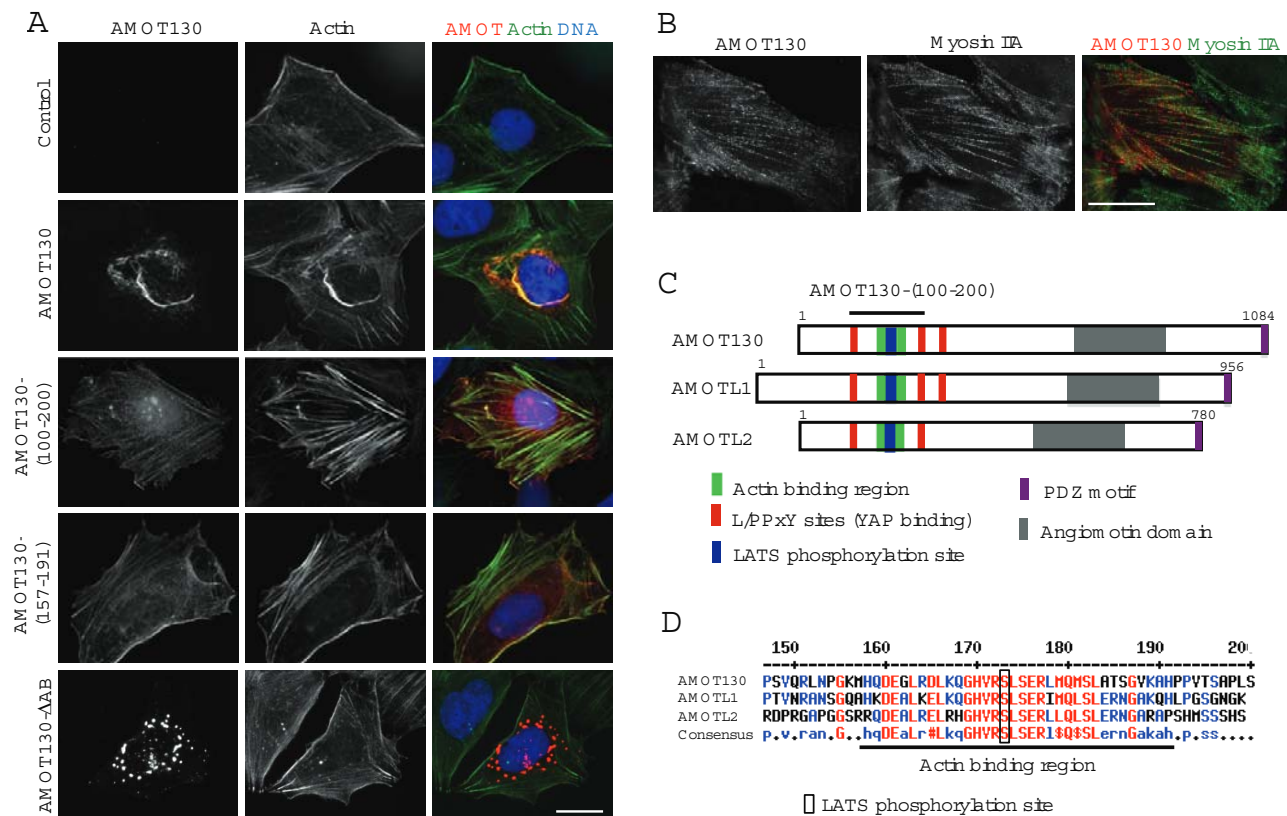 A
AMOT130
Actin
AMOT Actin DNA
Control
AMOT130
AMOT130-(100-200)
AMOT130-(157-191)
AMOT130-ΔAB
B
AMOT130
Myosin IIA
AMOT130 Myosin IIA
C
AMOT130-(100-200)
1
1084
AMOT130
1
956
AMOTL1
1
780
AMOTL2
Actin binding region
L/PPxY sites (YAP binding)
LATS phosphorylation site
PDZ motif
Angiomotin domain
D
150 160 170 180 190 200
AMOT130 PSVQRLNPGKMHQDEGLRDLKQGHVRSLSERLMQMSLATSGVKAHPPVTSAPLS
AMOTL1 PTVNRANSGQAHKDEALKELKQGHVRSLSERIMQLSLERNGAKQHLPGSGNGK
AMOTL2 RDPRGAPGGSRRQDEALRELRHGHVRSLSERLLQLSLERNGARAPSHMSSSHS
Consensus p.v.ran.G..hqDEaLr#LkqGHVRSLSERl$Q$SLernGakah.p.ss....
Actin binding region
LATS phosphorylation site